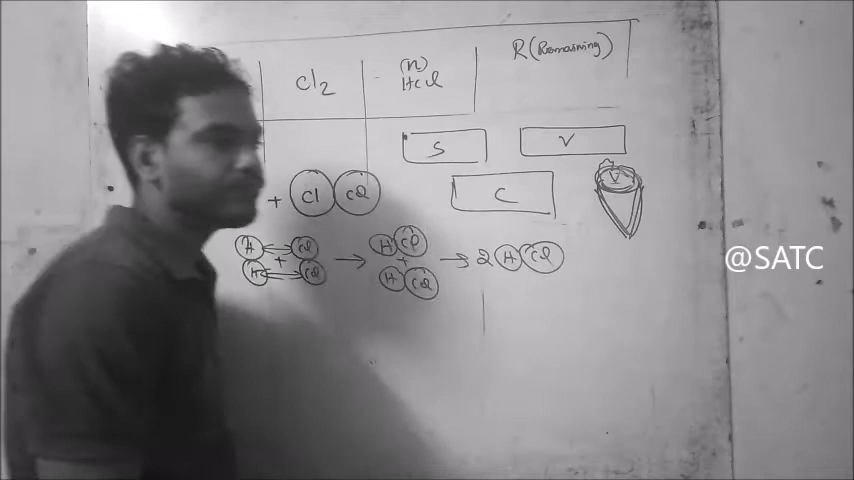 Cl2 (n) R(Remaining)
HCl
S V
+ Cl Cl C V
@SATC
H Cl H Cl
+ → + → 2 H Cl
H Cl H Cl